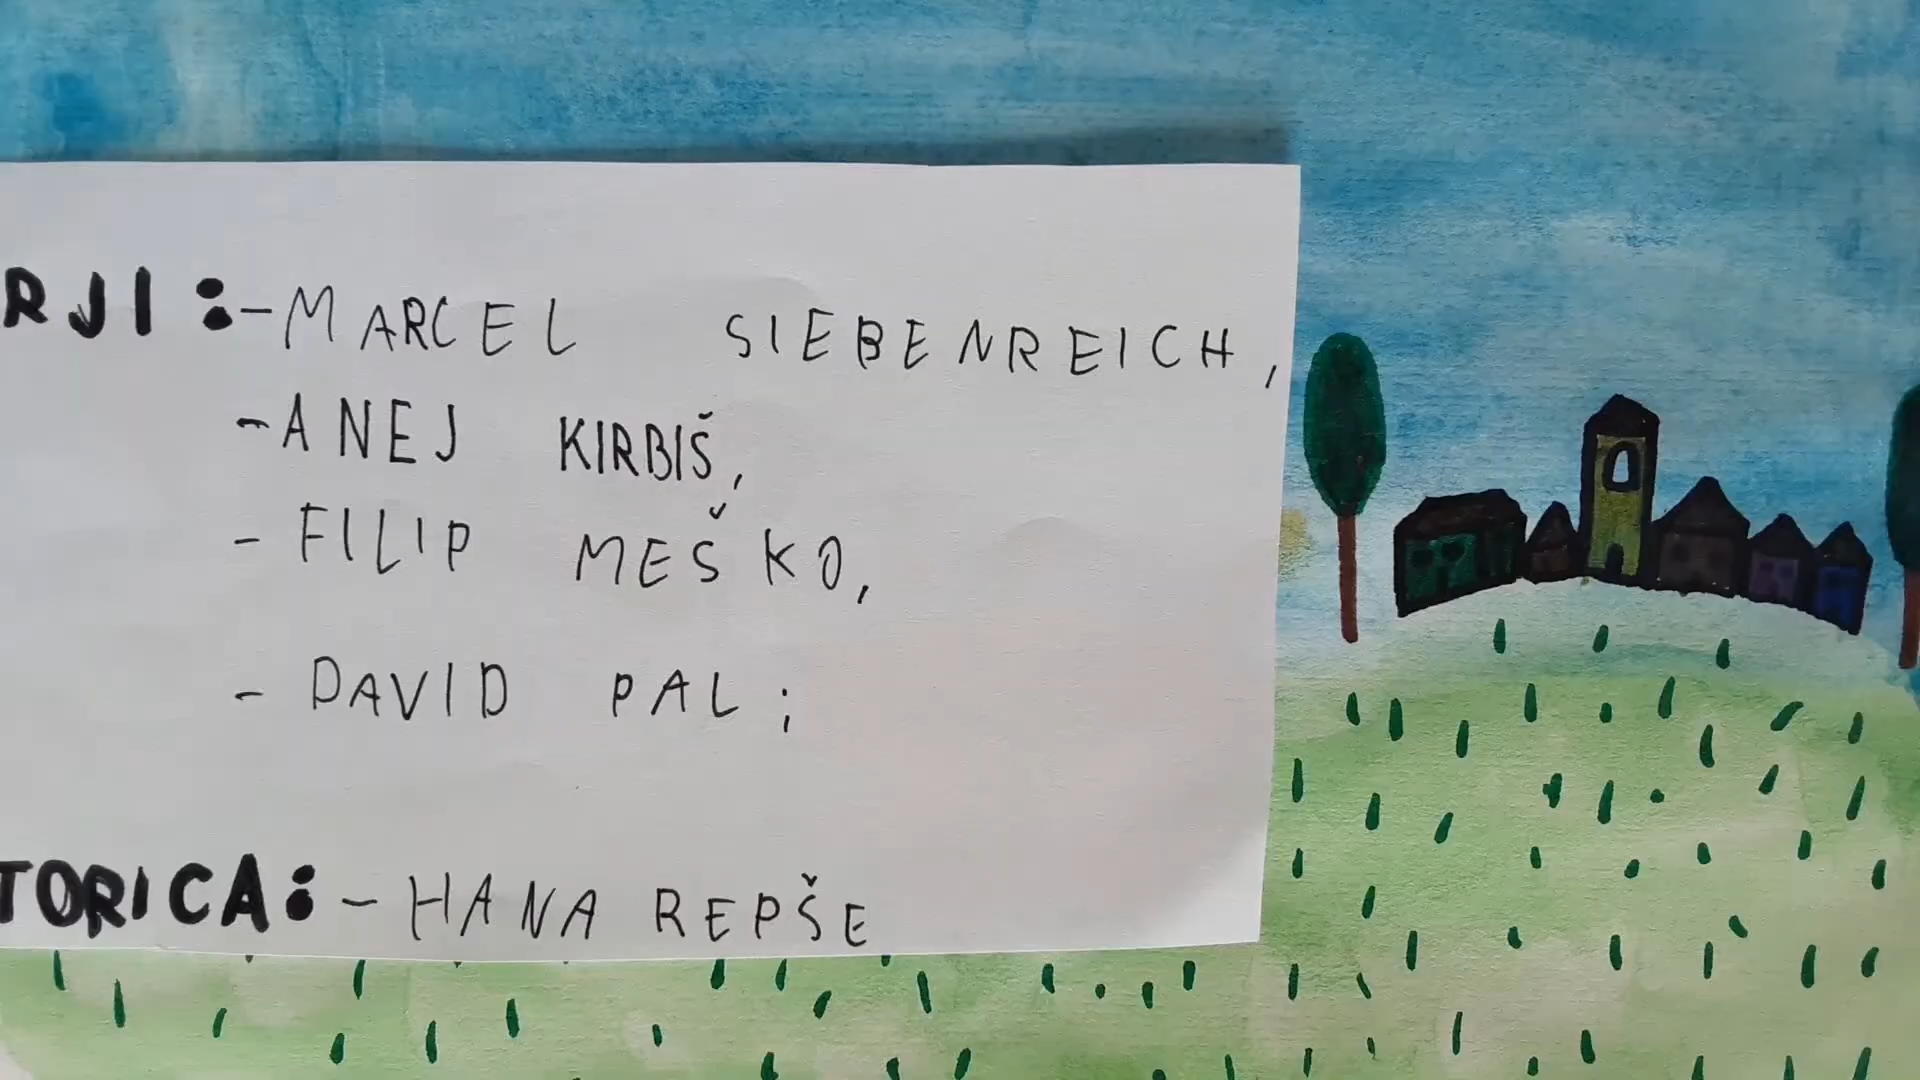 RJI:-MARCEL SIEBENREICH,
-ANEJ KIRBIŠ,
- FILIP MEŠKO,
- DAVID PAL;
TORICA:- HANA REPŠE